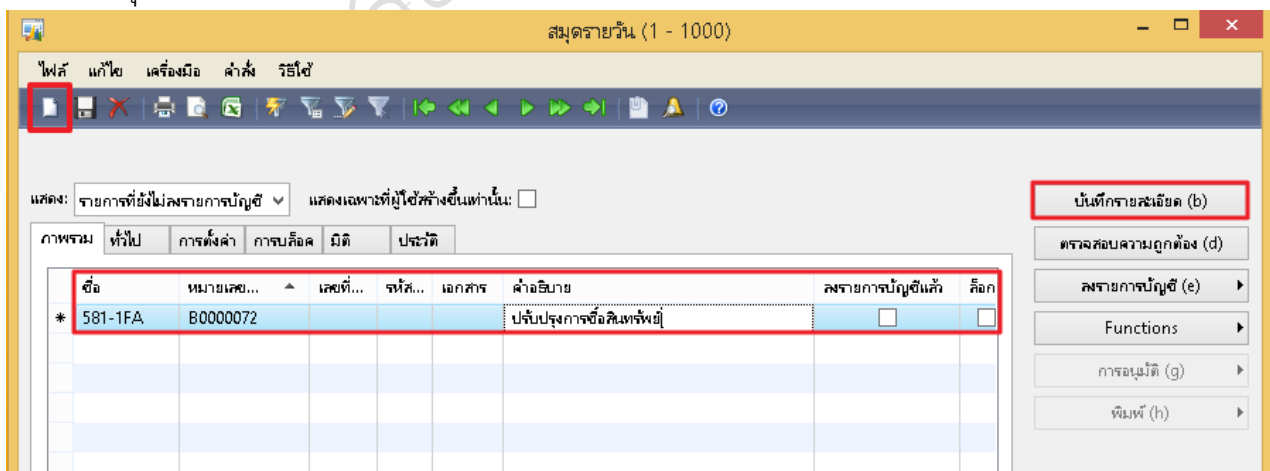 สมุดรายวัน (1 - 1000)
ไฟล์ แก้ไข เครื่องมือ คำสั่ง วิธีใช้
แสดง: รายการที่ยังไม่ลงรายการบัญชี แสดงเฉพาะที่ผู้ใช้สร้างขึ้นเท่านั้น:
บันทึกรายละเอียด (b)
ภาพรวม ทั่วไป การตั้งค่า การบล็อค มิติ ประวัติ
ตรวจสอบความถูกต้อง (d)
ชื่อ หมายเลข... เลขที่... รหัส... เอกสาร คำอธิบาย ลงรายการบัญชีแล้ว ล็อก
ลงรายการบัญชี (e)
* 581-1FA B0000072 ปรับปรุงการซื้อสินทรัพย์
Functions
การอนุมัติ (g)
พิมพ์ (h)